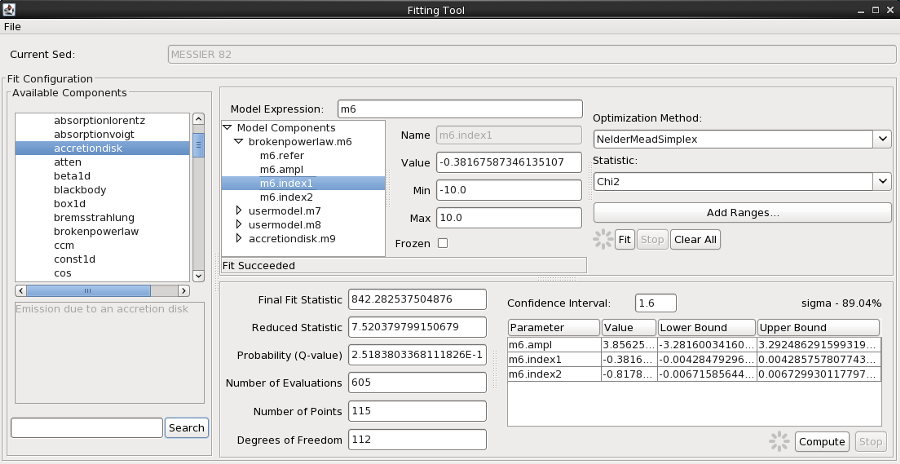 Fitting Tool
File
Current Sed: MESSIER 82
Fit Configuration
Available Components
absorptionlorentz
absorptionvoigt
accretiondisk
atten
beta1d
blackbody
box1d
bremsstrahlung
brokenpowerlaw
ccm
const1d
cos
Emission due to an accretion disk
Search
Model Expression: m6
Model Components
brokenpowerlaw.m6
m6.refer
m6.ampl
m6.index1
m6.index2
usermodel.m7
usermodel.m8
accretiondisk.m9
Fit Succeeded
Name m6.index1
Value -0.38167587346135107
Min -10.0
Max 10.0
Frozen
Optimization Method:
NelderMeadSimplex
Statistic:
Chi2
Add Ranges...
Fit Stop Clear All
Final Fit Statistic 842.282537504876
Reduced Statistic 7.520379799150679
Probability (Q-value) 2.5183803368111826E-1
Number of Evaluations 605
Number of Points 115
Degrees of Freedom 112
Confidence Interval: 1.6 sigma - 89.04%
Parameter Value Lower Bound Upper Bound
m6.ampl 3.85625... -3.28160034160... 3.292486291599319...
m6.index1 -0.3816... -0.00428479296... 0.004285757807743...
m6.index2 -0.8178... -0.00671585644... 0.006729930117797...
Compute Stop